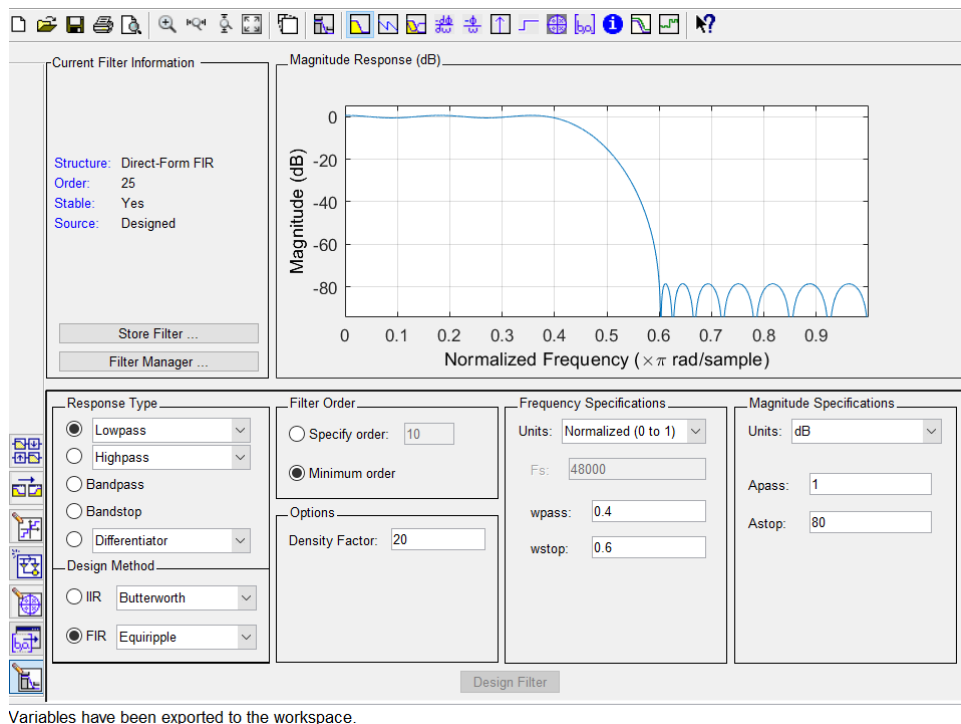 Current Filter Information
Structure: Direct-Form FIR
Order: 25
Stable: Yes
Source: Designed
Store Filter ...
Filter Manager ...
Magnitude Response (dB)
Magnitude (dB)
0
-20
-40
-60
-80
0 0.1 0.2 0.3 0.4 0.5 0.6 0.7 0.8 0.9
Normalized Frequency (×π rad/sample)
Response Type
Lowpass
Highpass
Bandpass
Bandstop
Differentiator
Design Method
IIR Butterworth
FIR Equiripple
Filter Order
Specify order: 10
Minimum order
Options
Density Factor: 20
Frequency Specifications
Units: Normalized (0 to 1)
Fs: 48000
wpass: 0.4
wstop: 0.6
Magnitude Specifications
Units: dB
Apass: 1
Astop: 80
Design Filter
Variables have been exported to the workspace.